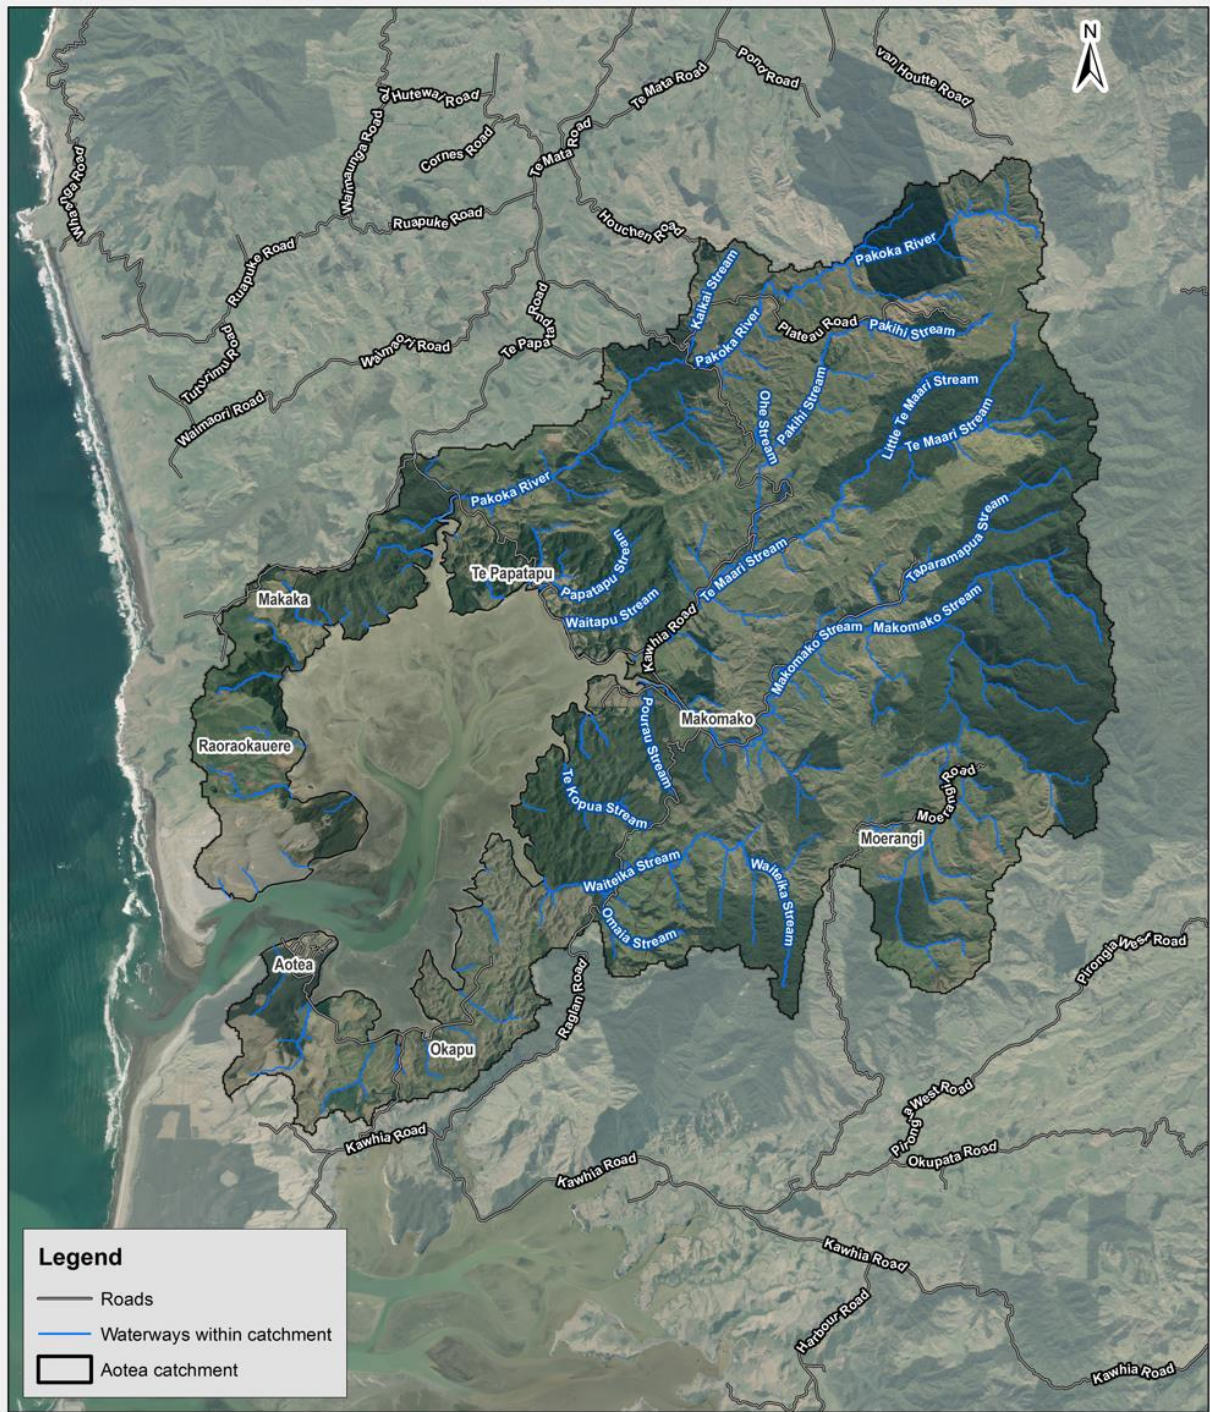 N
van Houtte Road
Pond Road
Te Mata Road
Te Hutewai Road
Cornes Road
Waimaunga Road
Te Mata Road
Whaanga Road
Ruapuke Road
Houchen Road
Ruapuke Road
Pakoka River
Kaikai Stream
Te Papatapu Road
Plateau Road
Pakihi Stream
Pakoka River
Waimaori Road
Tuturimu Road
Waimaori Road
Ohe Stream
Pakihi Stream
Little Te Maari Stream
Te Maari Stream
Pakoka River
Te Papatapu
Papatapu Stream
Te Maari Stream
Taparamapua Stream
Makaka
Waitapu Stream
Kawhia Road
Makomako Stream
Makomako Stream
Makomako
Pourau Stream
Raoraokauere
Te Kopua Stream
Moerangi Road
Moerangi
Waiteika Stream
Waiteika Stream
Omaia Stream
Aotea
Raglan Road
Pirongia West Road
Okapu
Pirongia West Road
Kawhia Road
Okupata Road
Kawhia Road
Kawhia Road
Harbour Road
Kawhia Road
Legend
Roads
Waterways within catchment
Aotea catchment